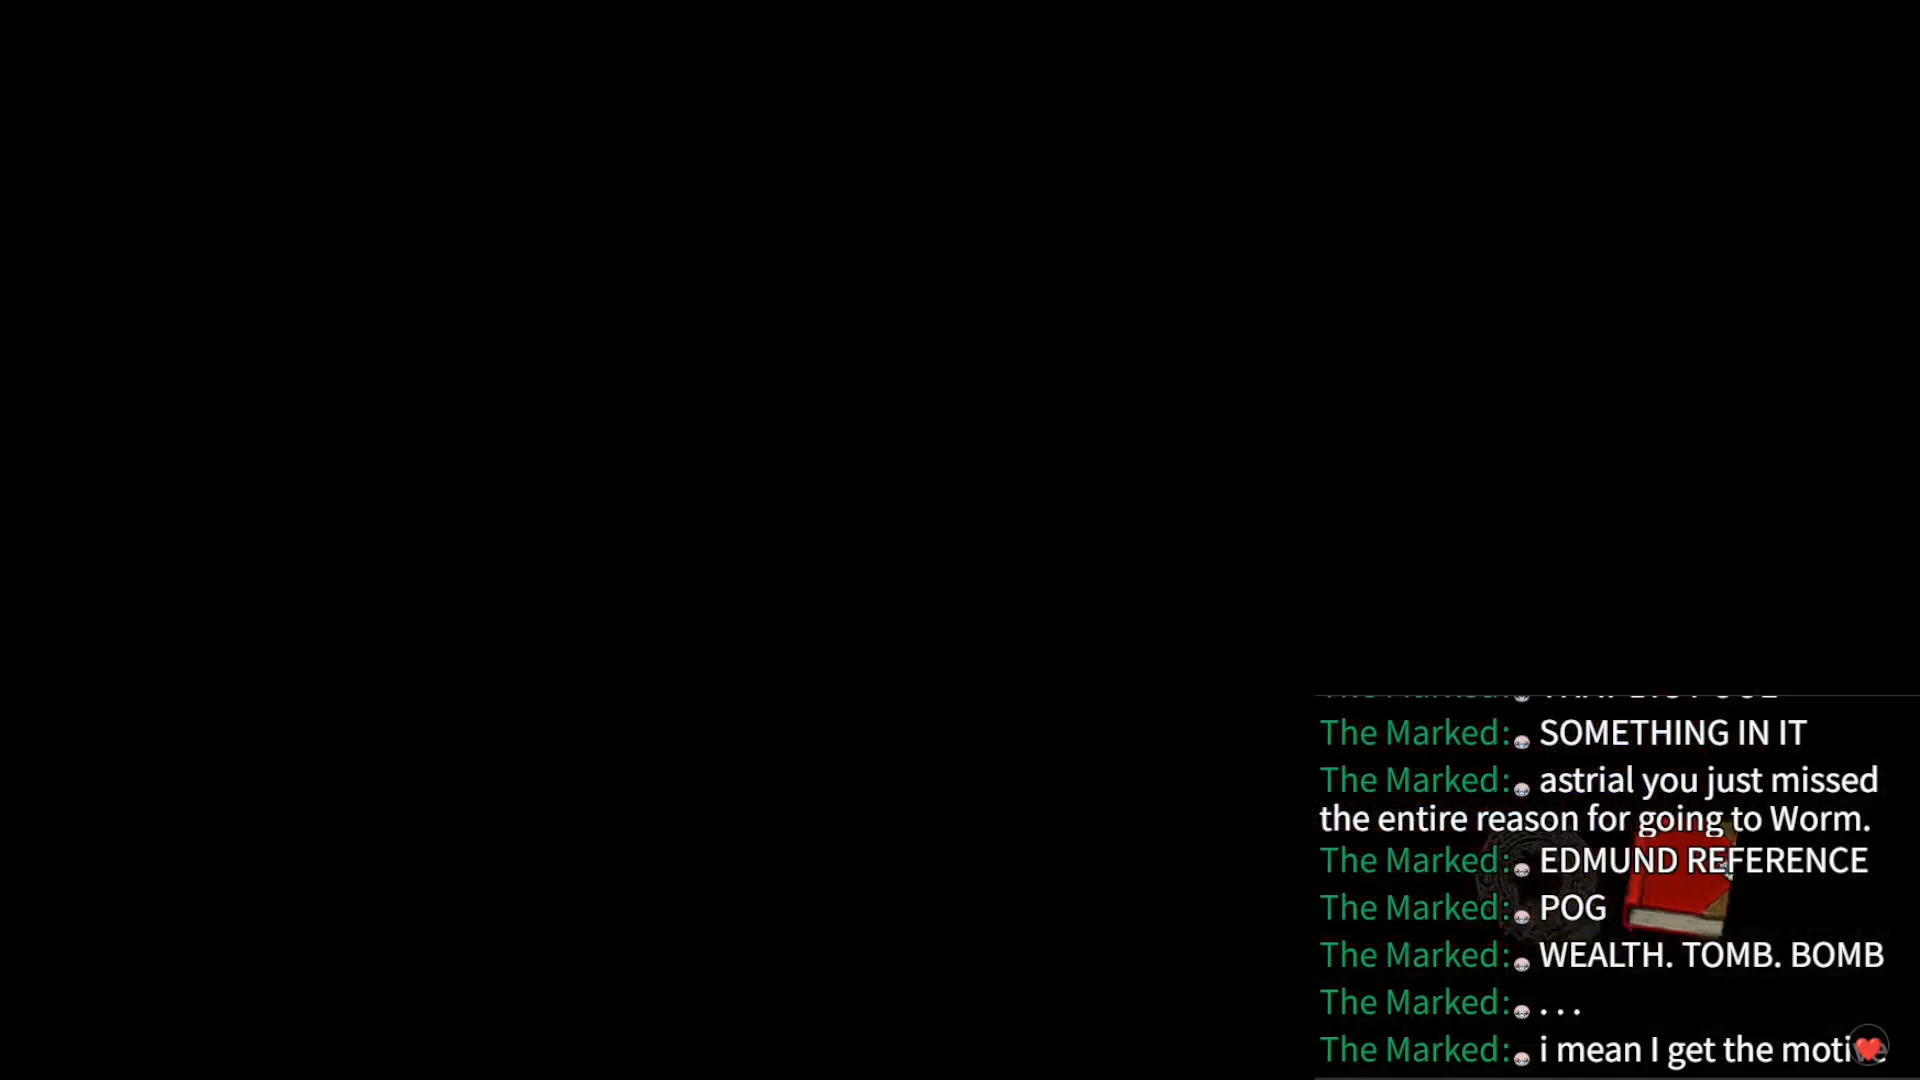 The Marked: SOMETHING IN IT
The Marked: astrial you just missed
the entire reason for going to Worm.
The Marked: EDMUND REFERENCE
The Marked: POG
The Marked: WEALTH. TOMB. BOMB
The Marked: . . .
The Marked: i mean I get the motive